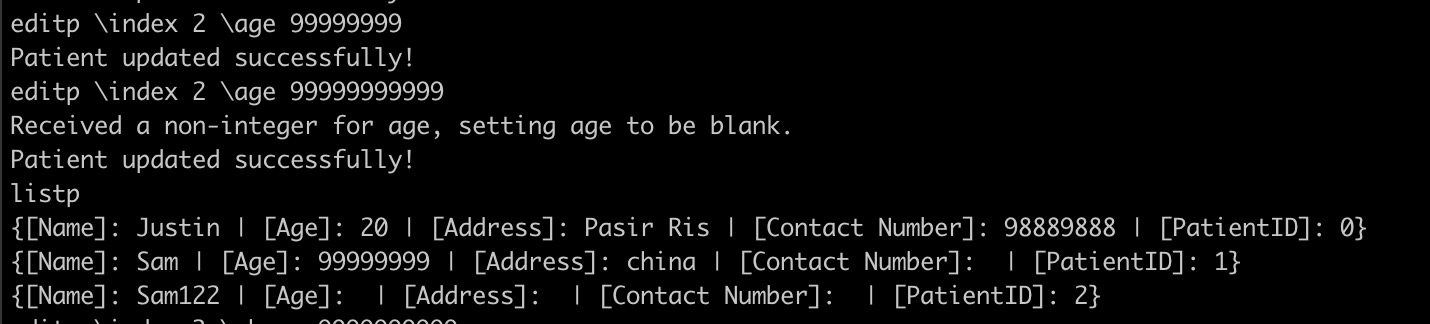 editp \index 2 \age 99999999
Patient updated successfully!
editp \index 2 \age 99999999999
Received a non-integer for age, setting age to be blank.
Patient updated successfully!
listp
{[Name]: Justin | [Age]: 20 | [Address]: Pasir Ris | [Contact Number]: 98889888 | [PatientID]: 0}
{[Name]: Sam | [Age]: 99999999 | [Address]: china | [Contact Number]:  | [PatientID]: 1}
{[Name]: Sam122 | [Age]:  | [Address]:  | [Contact Number]:  | [PatientID]: 2}